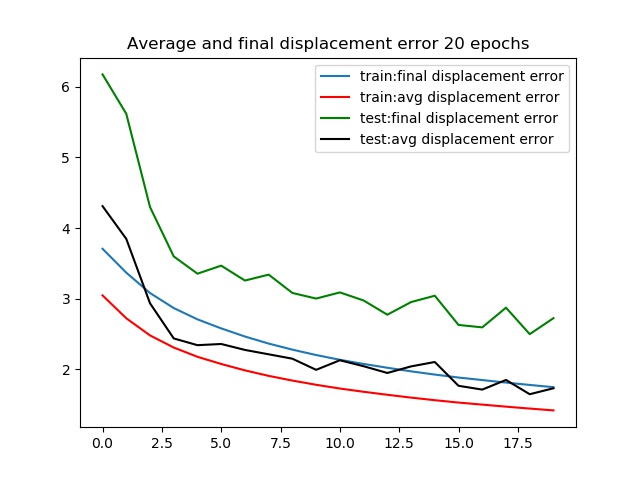 Average and final displacement error 20 epochs
train:final displacement error
train:avg displacement error
test:final displacement error
test:avg displacement error
6
5
4
3
2
0.0 2.5 5.0 7.5 10.0 12.5 15.0 17.5